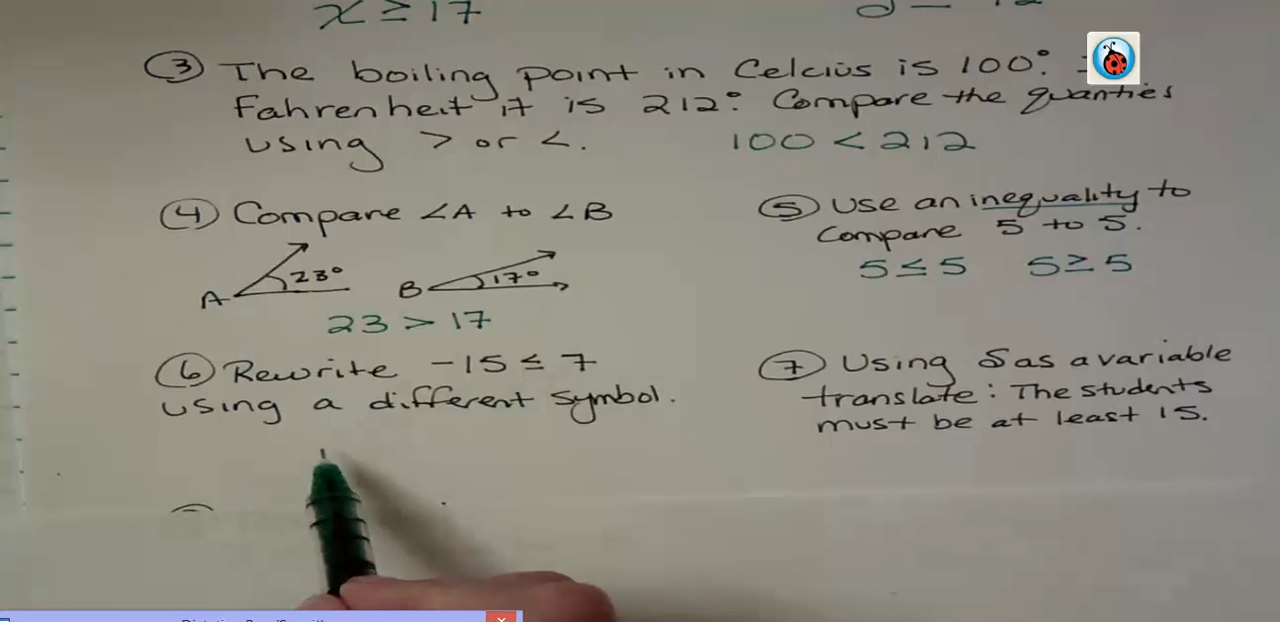 x ≥ 17
③ The boiling point in Celcius is 100°.
Fahrenheit it is 212°. Compare the quanties
using > or <. 100 < 212
④ Compare ∠A to ∠B
A 23° B 17°
23 > 17
⑤ Use an inequality to
compare 5 to 5.
5 ≤ 5 5 ≥ 5
⑥ Rewrite -15 ≤ 7
using a different symbol.
⑦ Using S as a variable
translate: The students
must be at least 15.